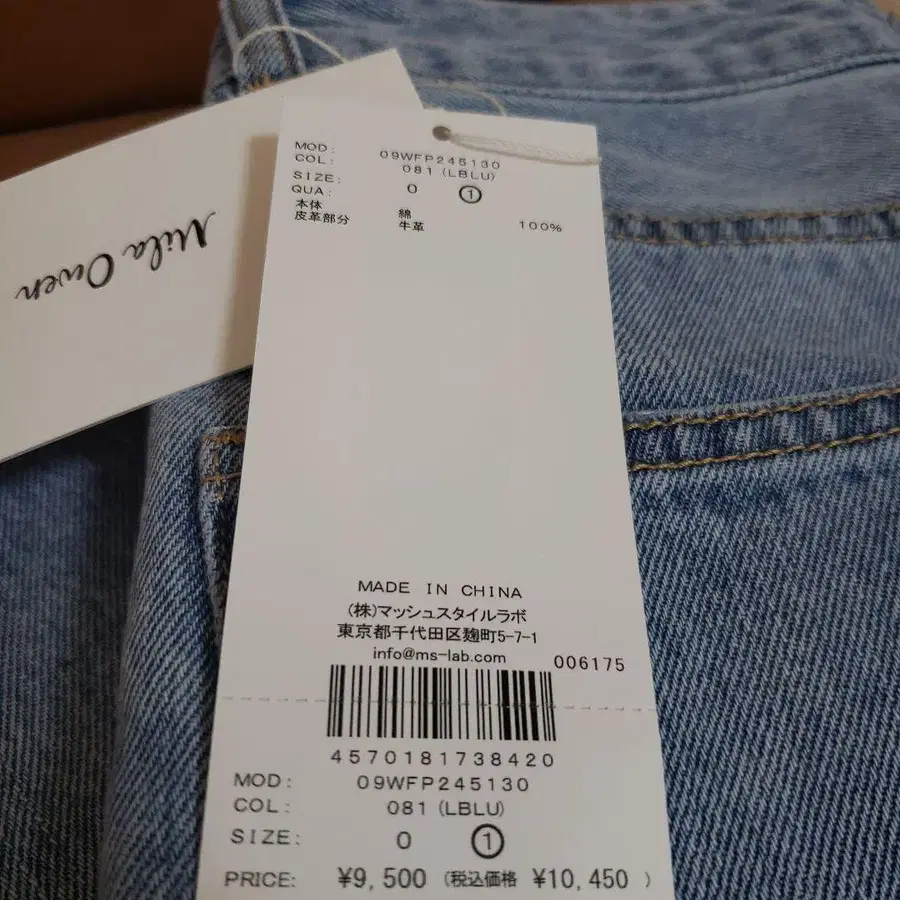 Mila Owen
MOD: 09WFP245130
COL: 081 (LBLU)
SIZE: 0 ①
QUA:
本体 綿 100%
皮革部分 牛革
MADE IN CHINA
(株)マッシュスタイルラボ
東京都千代田区麹町5-7-1
info@ms-lab.com
006175
4570181738420
MOD: 09WFP245130
COL: 081 (LBLU)
SIZE: 0 ①
PRICE: ¥9,500 (税込価格 ¥10,450 )